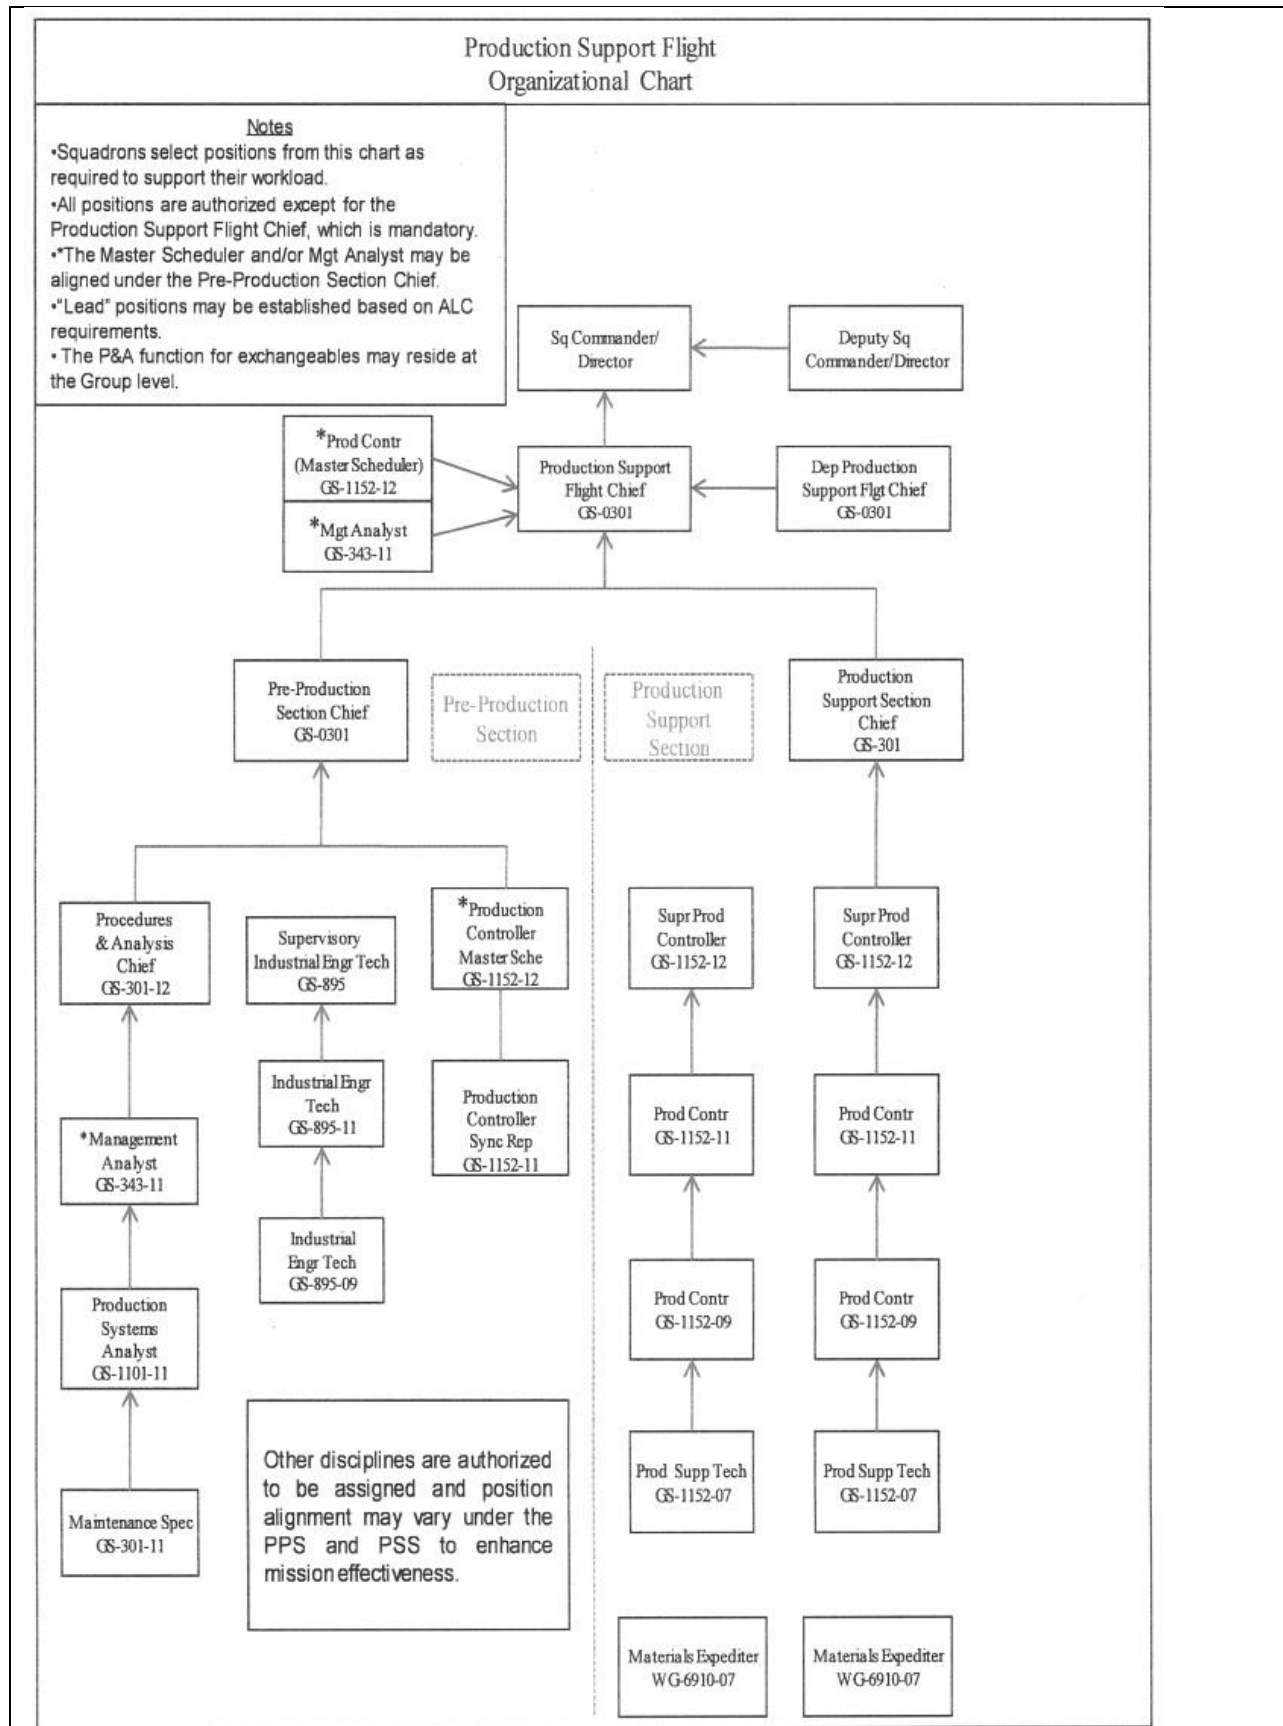 Production Support Flight
Organizational Chart
Notes
•Squadrons select positions from this chart as
required to support their workload.
•All positions are authorized except for the
Production Support Flight Chief, which is mandatory.
•*The Master Scheduler and/or Mgt Analyst may be
aligned under the Pre-Production Section Chief.
•"Lead" positions may be established based on ALC
requirements.
• The P&A function for exchangeables may reside at
the Group level.
Sq Commander/
Director
Deputy Sq
Commander/Director
*Prod Contr
(Master Scheduler)
GS-1152-12
*Mgt Analyst
GS-343-11
Production Support
Flight Chief
GS-0301
Dep Production
Support Flgt Chief
GS-0301
Pre-Production
Section Chief
GS-0301
Pre-Production
Section
Production
Support
Section
Production
Support Section
Chief
GS-301
Procedures
& Analysis
Chief
GS-301-12
Supervisory
Industrial Engr Tech
GS-895
*Production
Controller
Master Sche
GS-1152-12
Supr Prod
Controller
GS-1152-12
Supr Prod
Controller
GS-1152-12
*Management
Analyst
GS-343-11
Industrial Engr
Tech
GS-895-11
Production
Controller
Sync Rep
GS-1152-11
Prod Contr
GS-1152-11
Prod Contr
GS-1152-11
Production
Systems
Analyst
GS-1101-11
Industrial
Engr Tech
GS-895-09
Prod Contr
GS-1152-09
Prod Contr
GS-1152-09
Maintenance Spec
GS-301-11
Other disciplines are authorized
to be assigned and position
alignment may vary under the
PPS and PSS to enhance
mission effectiveness.
Prod Supp Tech
GS-1152-07
Prod Supp Tech
GS-1152-07
Materials Expediter
WG-6910-07
Materials Expediter
WG-6910-07